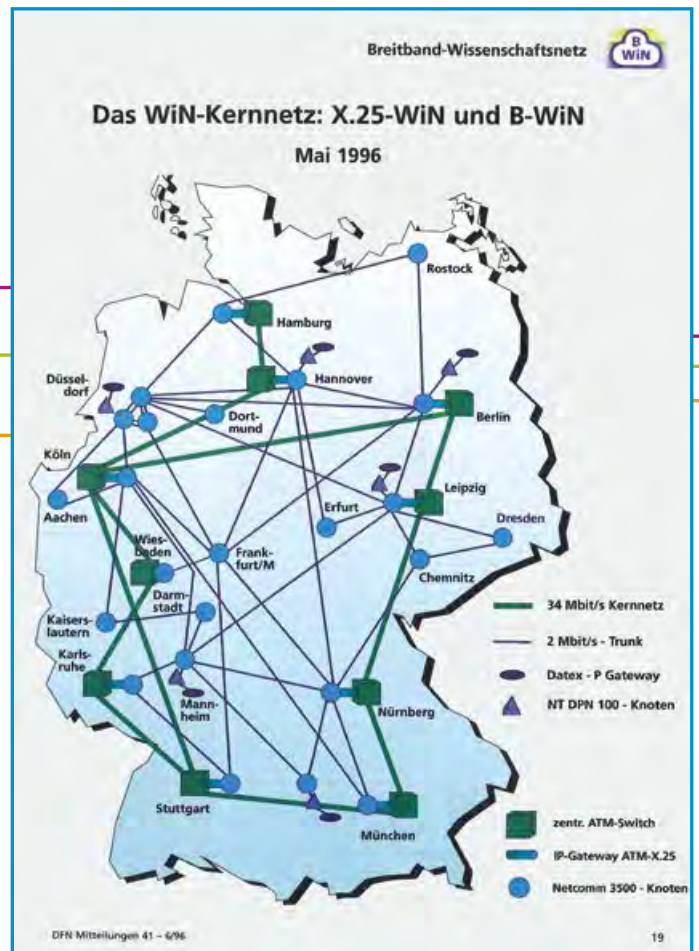 Breitband-Wissenschaftsnetz
B
WiN
Das WiN-Kernnetz: X.25-WiN und B-WiN
Mai 1996
Rostock
Hamburg
Hannover
Düssel-
dorf
Dort-
mund
Berlin
Köln
Leipzig
Aachen
Erfurt
Dresden
Wies-
baden
Frank-
furt/M
Chemnitz
Darm-
stadt
34 Mbit/s Kernnetz
Kaisers-
lautern
2 Mbit/s - Trunk
Karls-
ruhe
Datex - P Gateway
Mann-
heim
Nürnberg
NT DPN 100 - Knoten
Stuttgart
München
zentr. ATM-Switch
IP-Gateway ATM-X.25
Netcomm 3500 - Knoten
DFN Mitteilungen 41 – 6/96
19